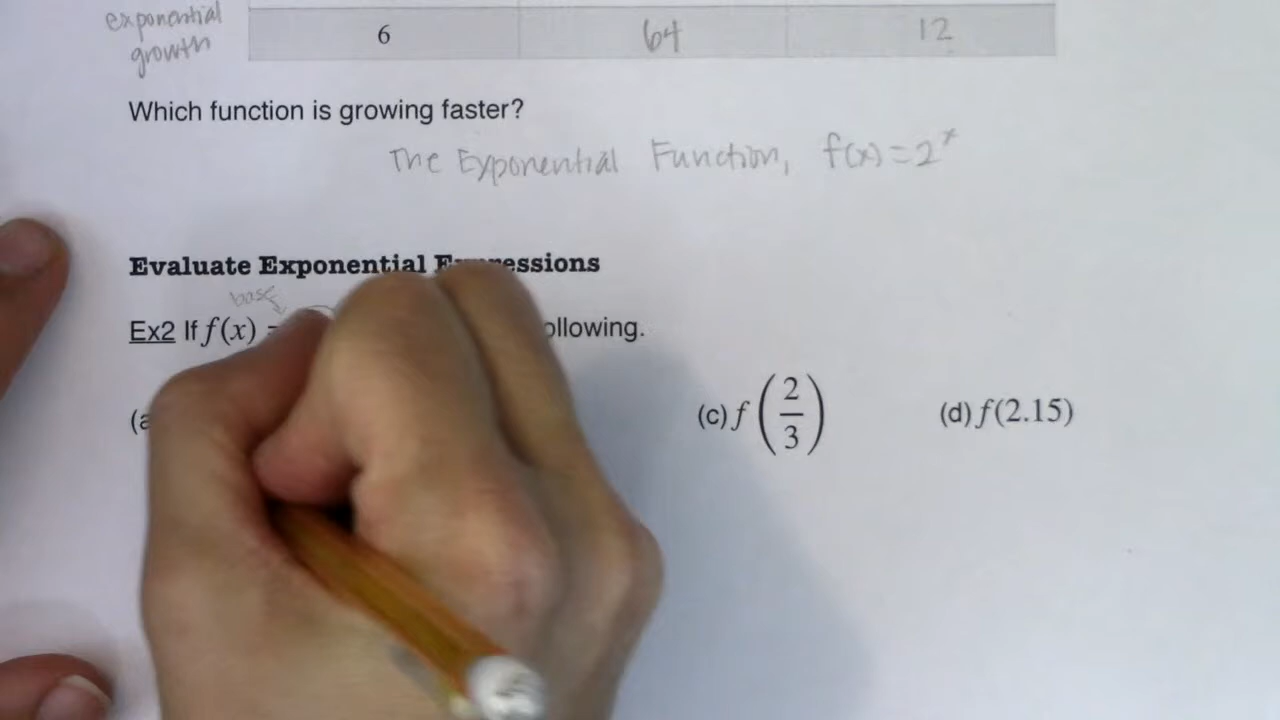 exponential
growth
6 64 12
Which function is growing faster?
The Exponential Function, f(x) = 2ˣ
Evaluate Exponential Expressions
base
Ex2 If f(x) = ollowing.
(a (c) f(2/3) (d) f(2.15)